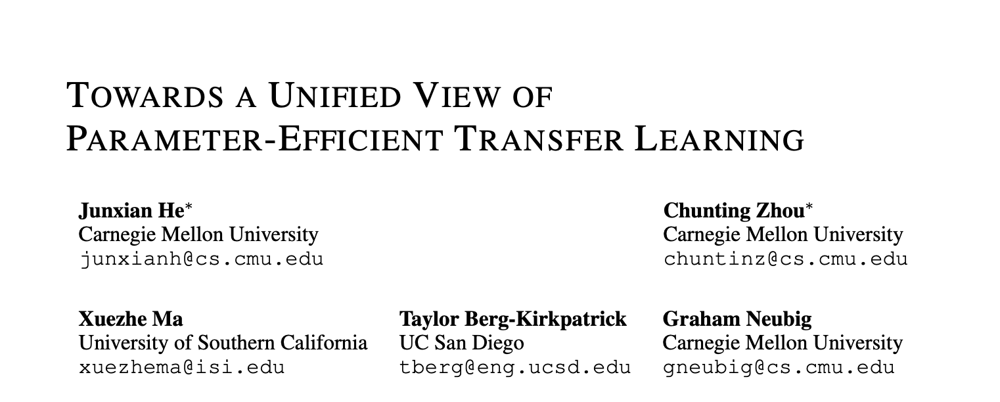 TOWARDS A UNIFIED VIEW OF
PARAMETER-EFFICIENT TRANSFER LEARNING
Junxian He*
Carnegie Mellon University
junxianh@cs.cmu.edu
Chunting Zhou*
Carnegie Mellon University
chuntinz@cs.cmu.edu
Xuezhe Ma
University of Southern California
xuezhema@isi.edu
Taylor Berg-Kirkpatrick
UC San Diego
tberg@eng.ucsd.edu
Graham Neubig
Carnegie Mellon University
gneubig@cs.cmu.edu